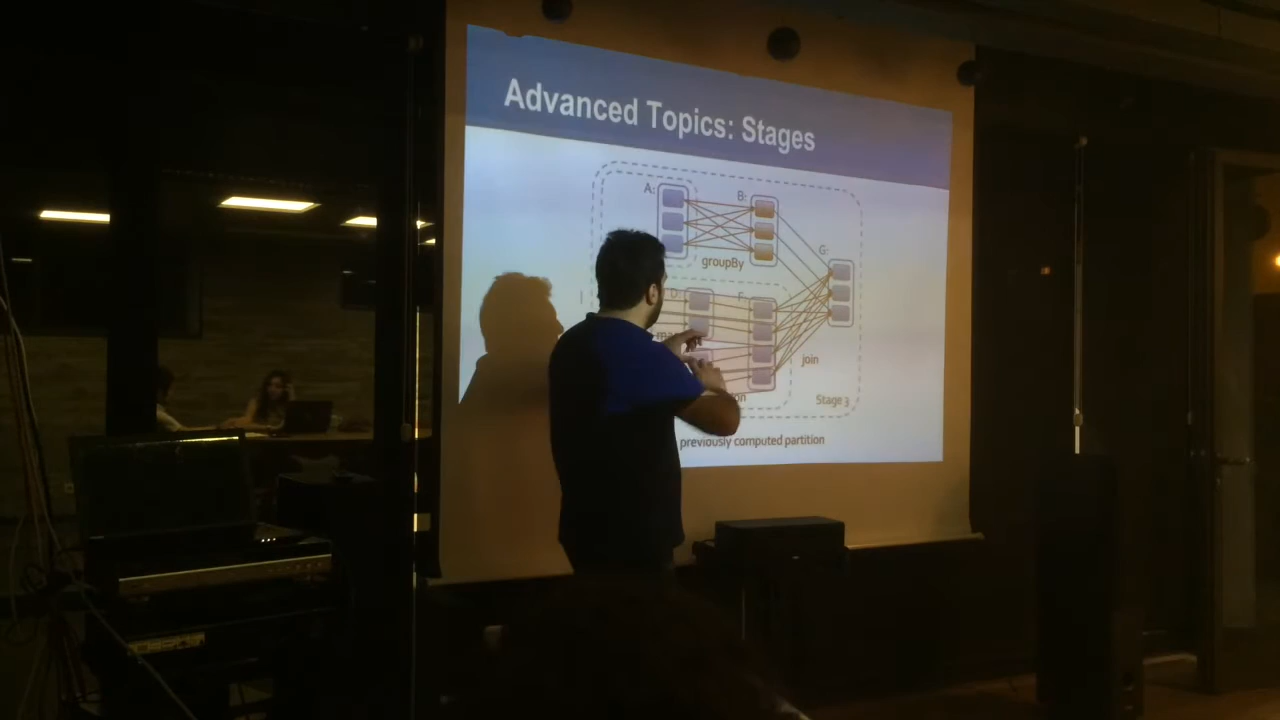 Advanced Topics: Stages
A:
B:
groupBy
G:
D:
F:
join
Stage 3
previously computed partition